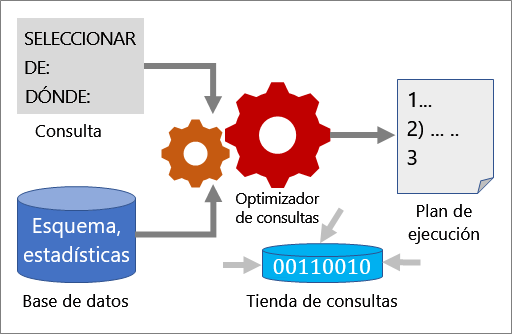 SELECCIONAR
DE:
DÓNDE:
Consulta
Esquema,
estadísticas
Base de datos
Optimizador
de consultas
1...
2) ... ..
3
Plan de
ejecución
00110010
Tienda de consultas